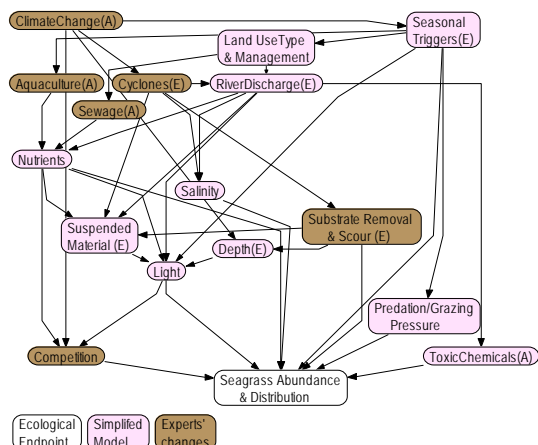 ClimateChange(A)
Seasonal
Triggers(E)
Land UseType
& Management
Aquaculture(A)
Cyclones(E)
RiverDischarge(E)
Sewage(A)
Nutrients
Salinity
Substrate Removal
& Scour (E)
Suspended
Material (E)
Depth(E)
Light
Predation/Grazing
Pressure
Competition
ToxicChemicals(A)
Seagrass Abundance
& Distribution
Ecological
Endpoint
Simplifed
Model
Experts'
changes